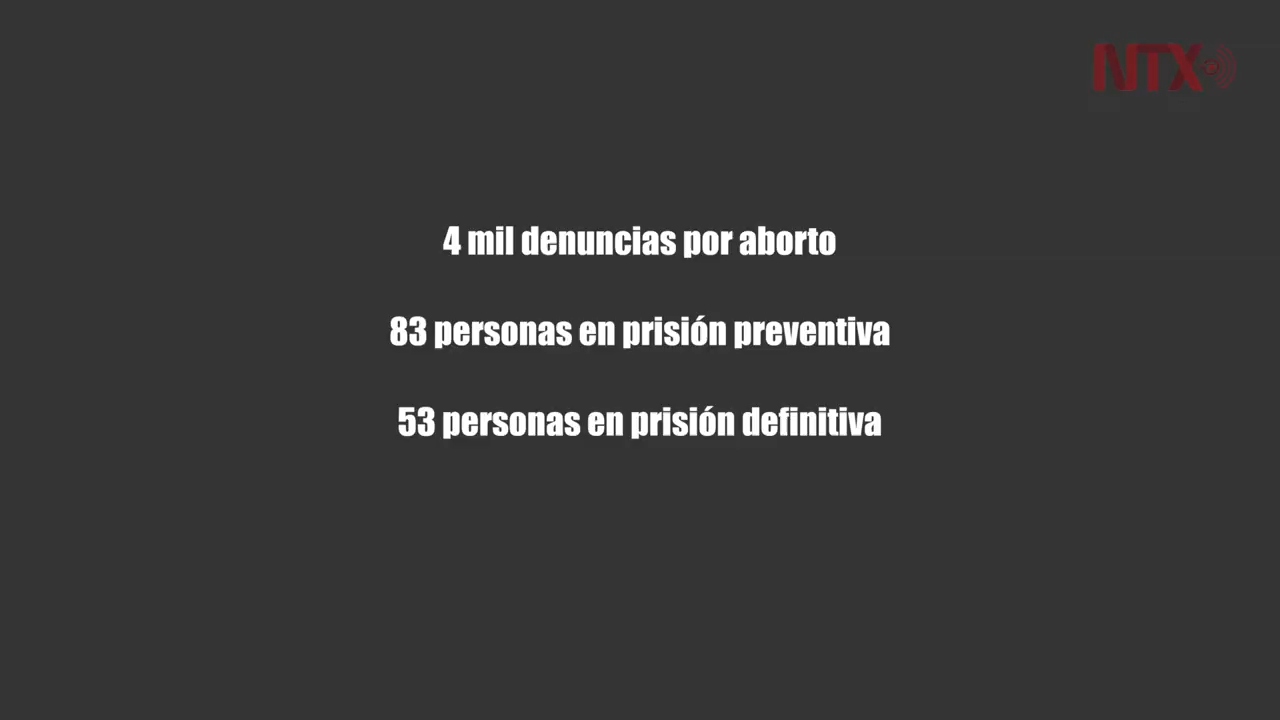 NTX
4 mil denuncias por aborto
83 personas en prisión preventiva
53 personas en prisión definitiva